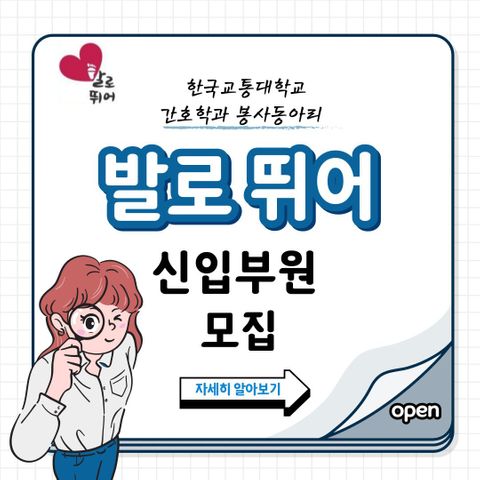 발로
뛰어
한국교통대학교
간호학과 봉사동아리
발로 뛰어
신입부원
모집
자세히 알아보기
open